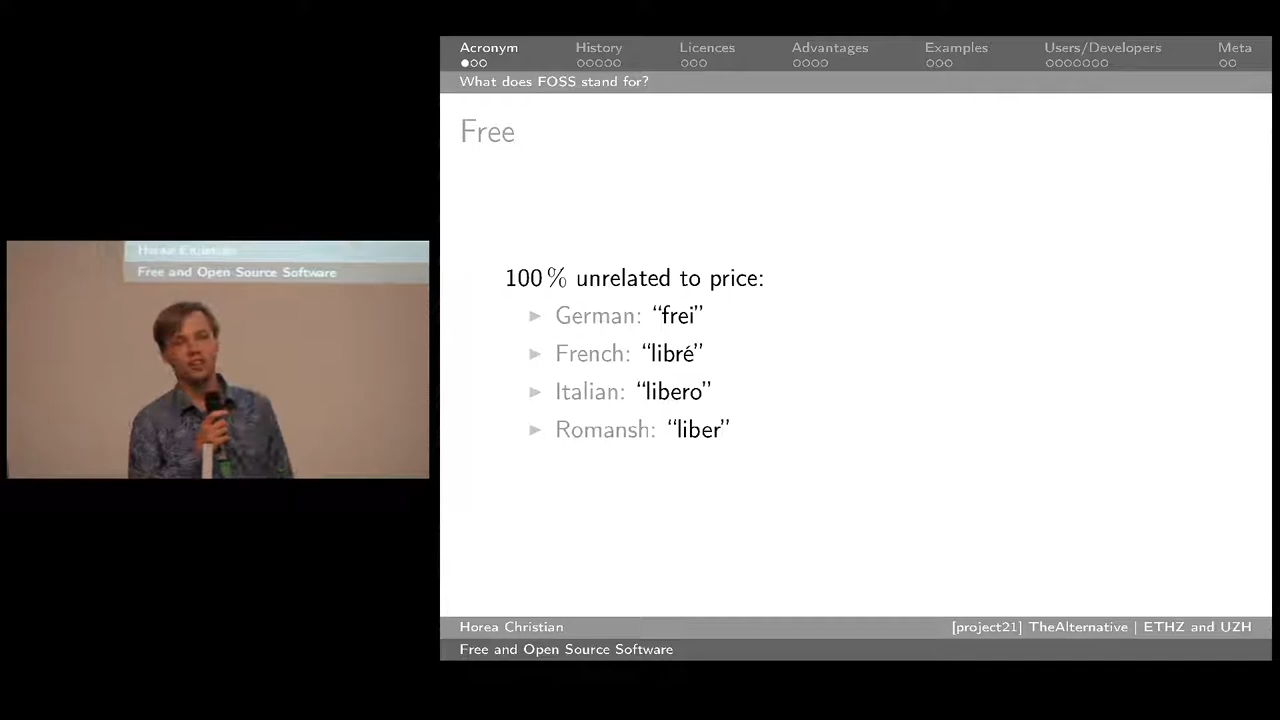 Acronym History Licences Advantages Examples Users/Developers Meta
What does FOSS stand for?
Free
100 % unrelated to price:
German: “frei”
French: “libré”
Italian: “libero”
Romansh: “liber”
Horea Christian [project21] TheAlternative | ETHZ and UZH
Free and Open Source Software
Free and Open Source Software